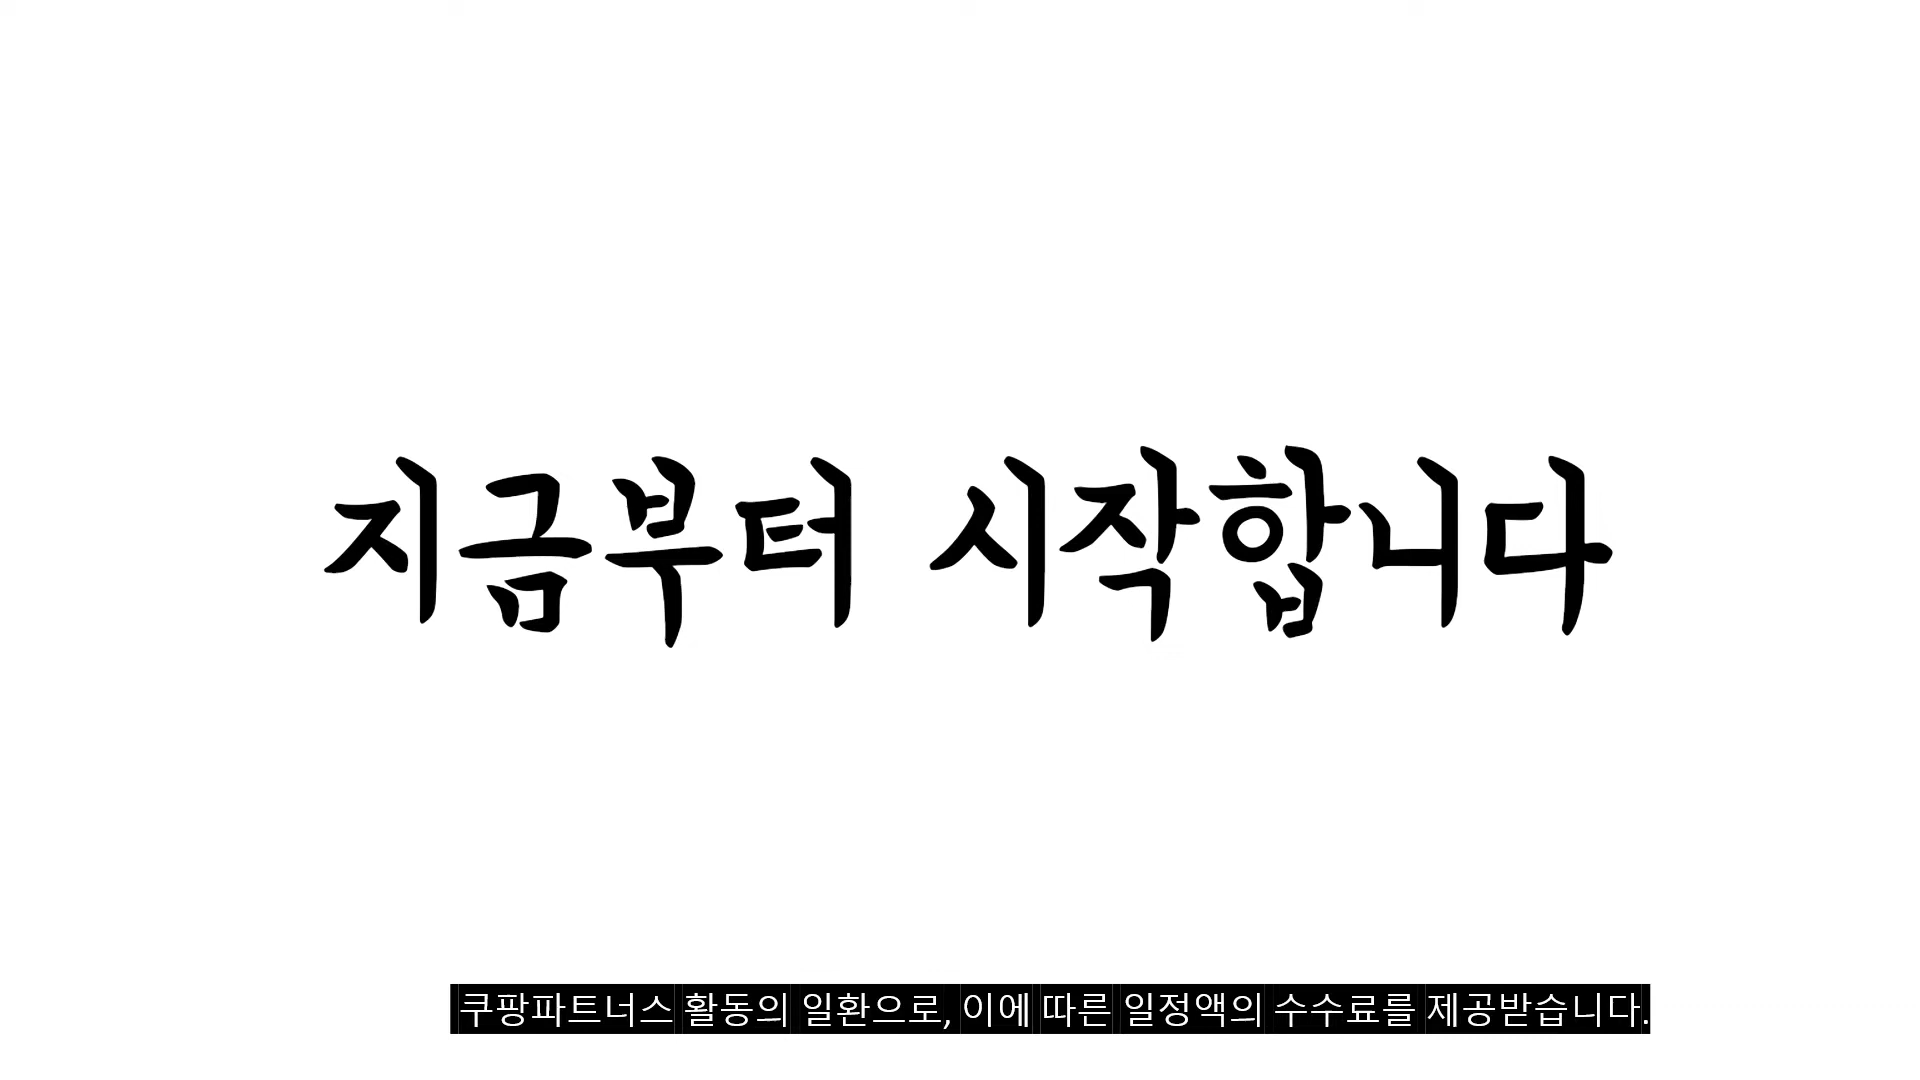 지금부터 시작합니다
쿠팡파트너스 활동의 일환으로, 이에 따른 일정액의 수수료를 제공받습니다.